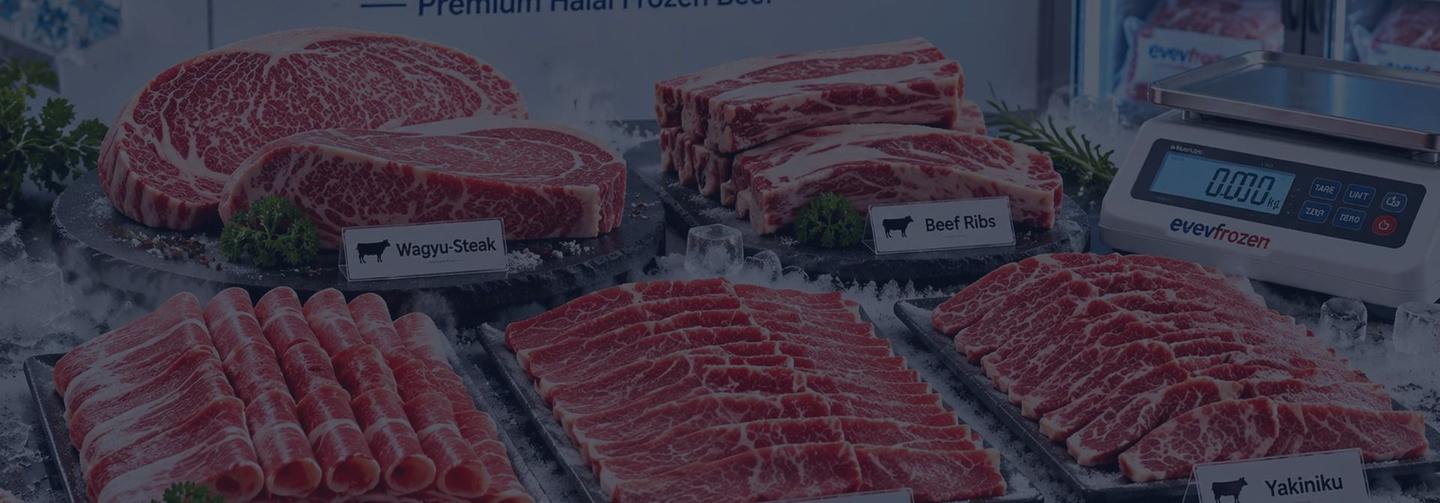 Premium Halal Frozen Beef
evevfrozen
Wagyu-Steak
Beef Ribs
0.000 kg
TARE
UNIT
ZERO
evevfrozen
Yakiniku